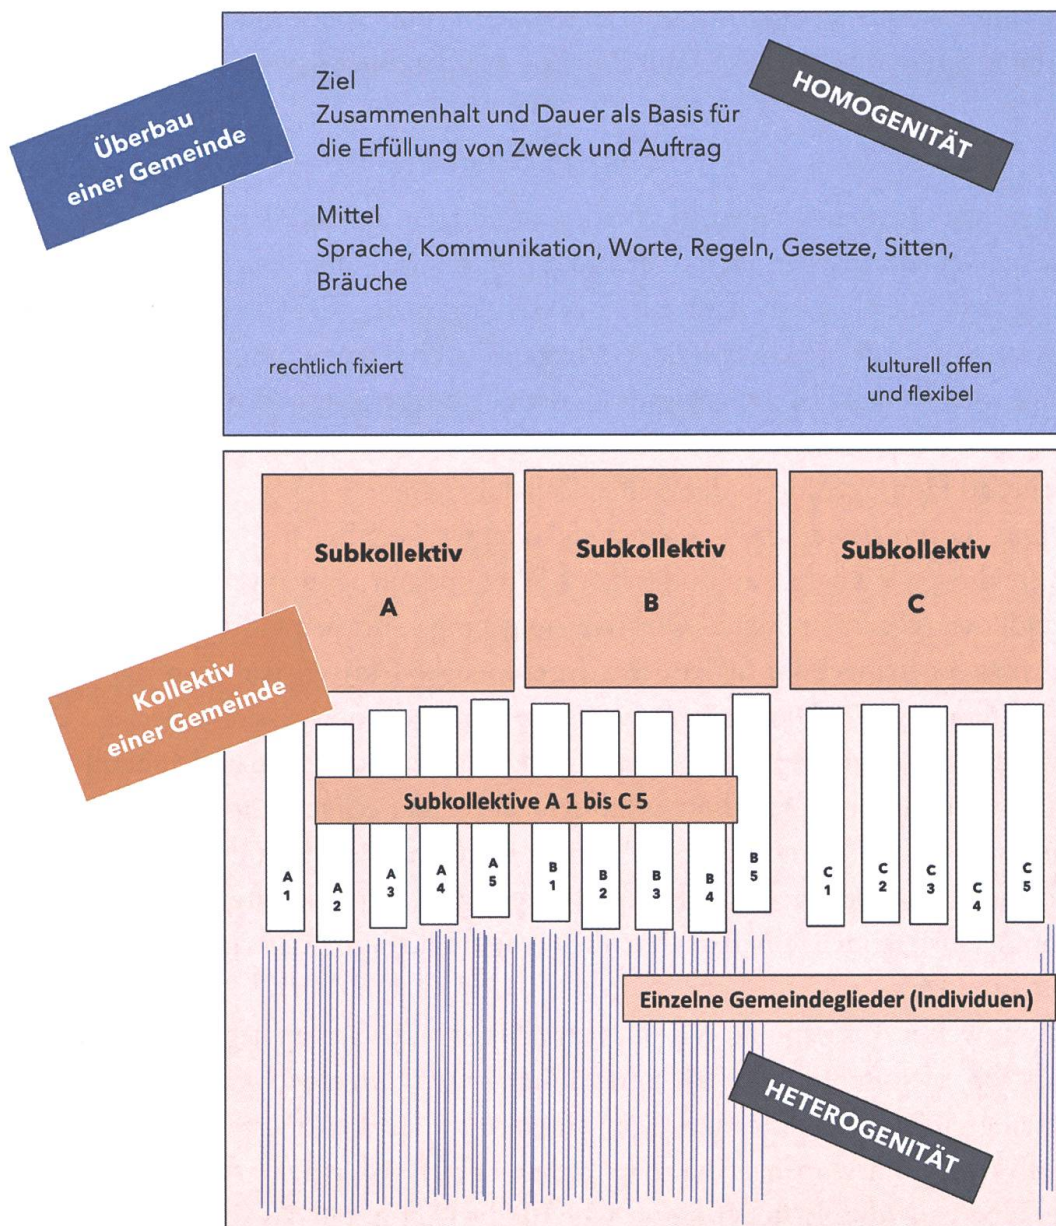 Überbau
einer Gemeinde
HOMOGENITÄT
Ziel
Zusammenhalt und Dauer als Basis für
die Erfüllung von Zweck und Auftrag
Mittel
Sprache, Kommunikation, Worte, Regeln, Gesetze, Sitten,
Bräuche
rechtlich fixiert
kulturell offen
und flexibel
Kollektiv
einer Gemeinde
Subkollektiv
A
Subkollektiv
B
Subkollektiv
C
Subkollektive A 1 bis C 5
A
1
A
2
A
3
A
4
A
5
B
1
B
2
B
3
B
4
B
5
C
1
C
2
C
3
C
4
C
5
Einzelne Gemeindeglieder (Individuen)
HETEROGENITÄT